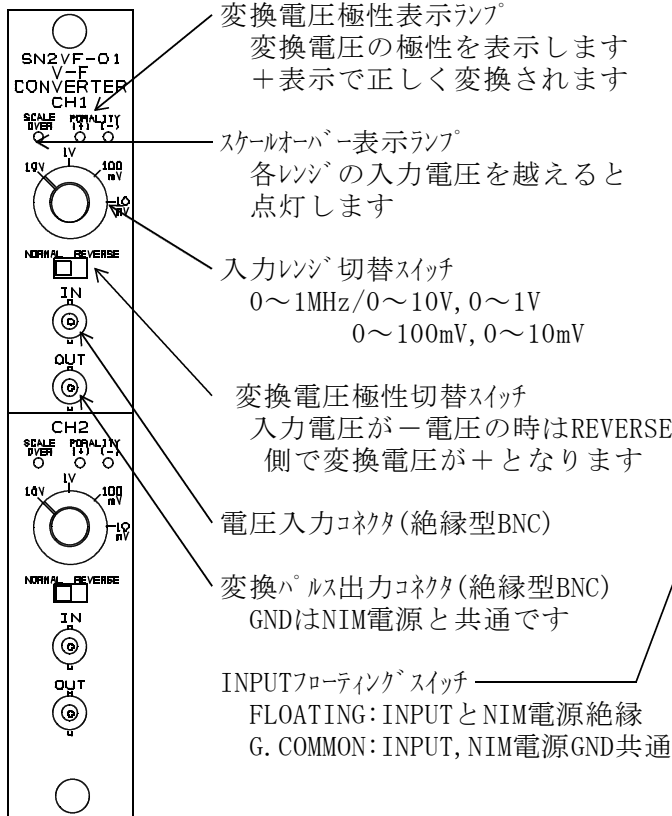 SN2VF-01
V-F
CONVERTER
CH1
SCALE OVER
PORALITY
(+) (-)
10V
1V
100mV
10mV
NORMAL REVERSE
IN
OUT
CH2
SCALE OVER
PORALITY
(+) (-)
10V
1V
100mV
10mV
NORMAL REVERSE
IN
OUT
変換電圧極性表示ランプ
変換電圧の極性を表示します
+表示で正しく変換されます
スケールオーバー表示ランプ
各レンジの入力電圧を越えると
点灯します
入力レンジ切替スイッチ
0～1MHz/0～10V,0～1V
0～100mV,0～10mV
変換電圧極性切替スイッチ
入力電圧が－電圧の時はREVERSE
側で変換電圧が＋となります
電圧入力コネクタ(絶縁型BNC)
変換パルス出力コネクタ(絶縁型BNC)
GNDはNIM電源と共通です
INPUTフローティングスイッチ
FLOATING:INPUTとNIM電源絶縁
G.COMMON:INPUT,NIM電源GND共通